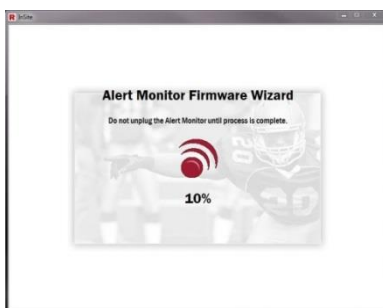 InSite
Alert Monitor Firmware Wizard
Do not unplug the Alert Monitor until process is complete.
10%